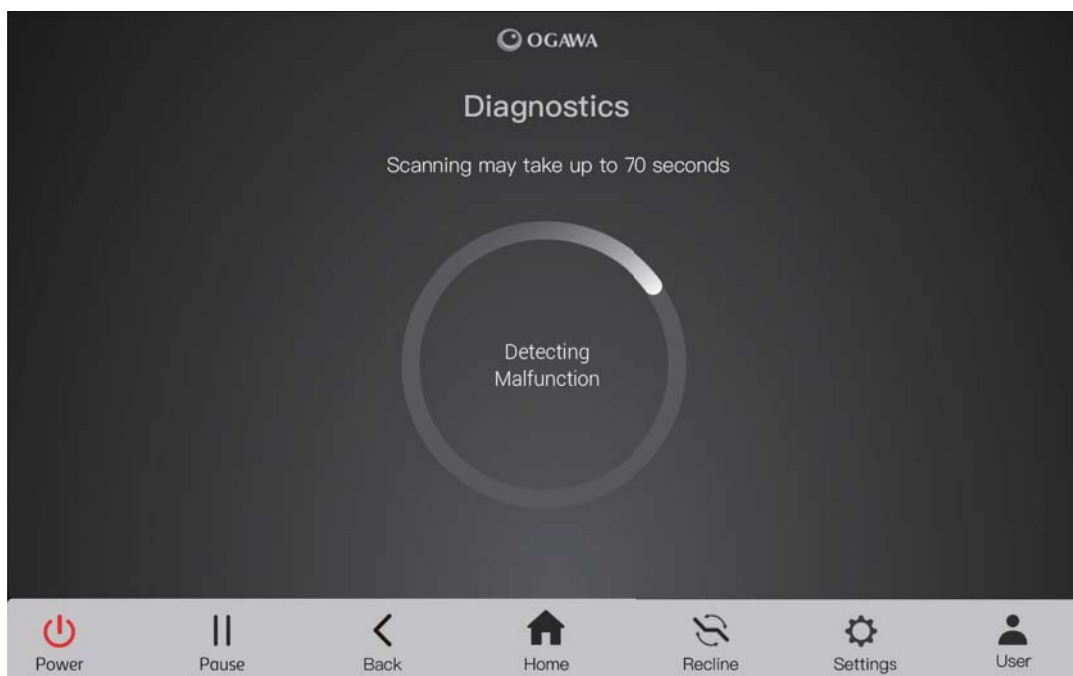 OGAWA
Diagnostics
Scanning may take up to 70 seconds
Detecting
Malfunction
Power
Pause
Back
Home
Recline
Settings
User